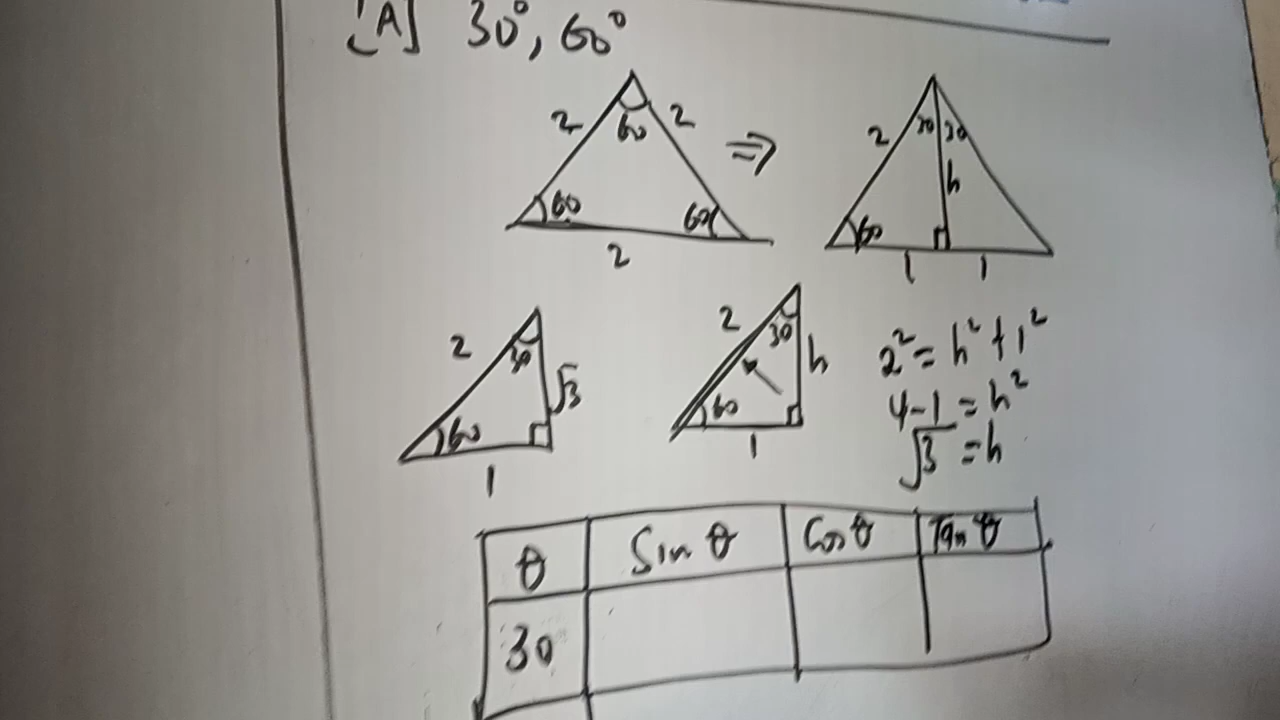 [A] 30°, 60°
2 60 2 60 60 2
⇒
2 30 30 h 60 1 1
2 30 √3 60 1
2 30 h 60 1
2² = h² + 1²
4-1 = h²
√3 = h
θ Sin θ Cos θ Tan θ
30